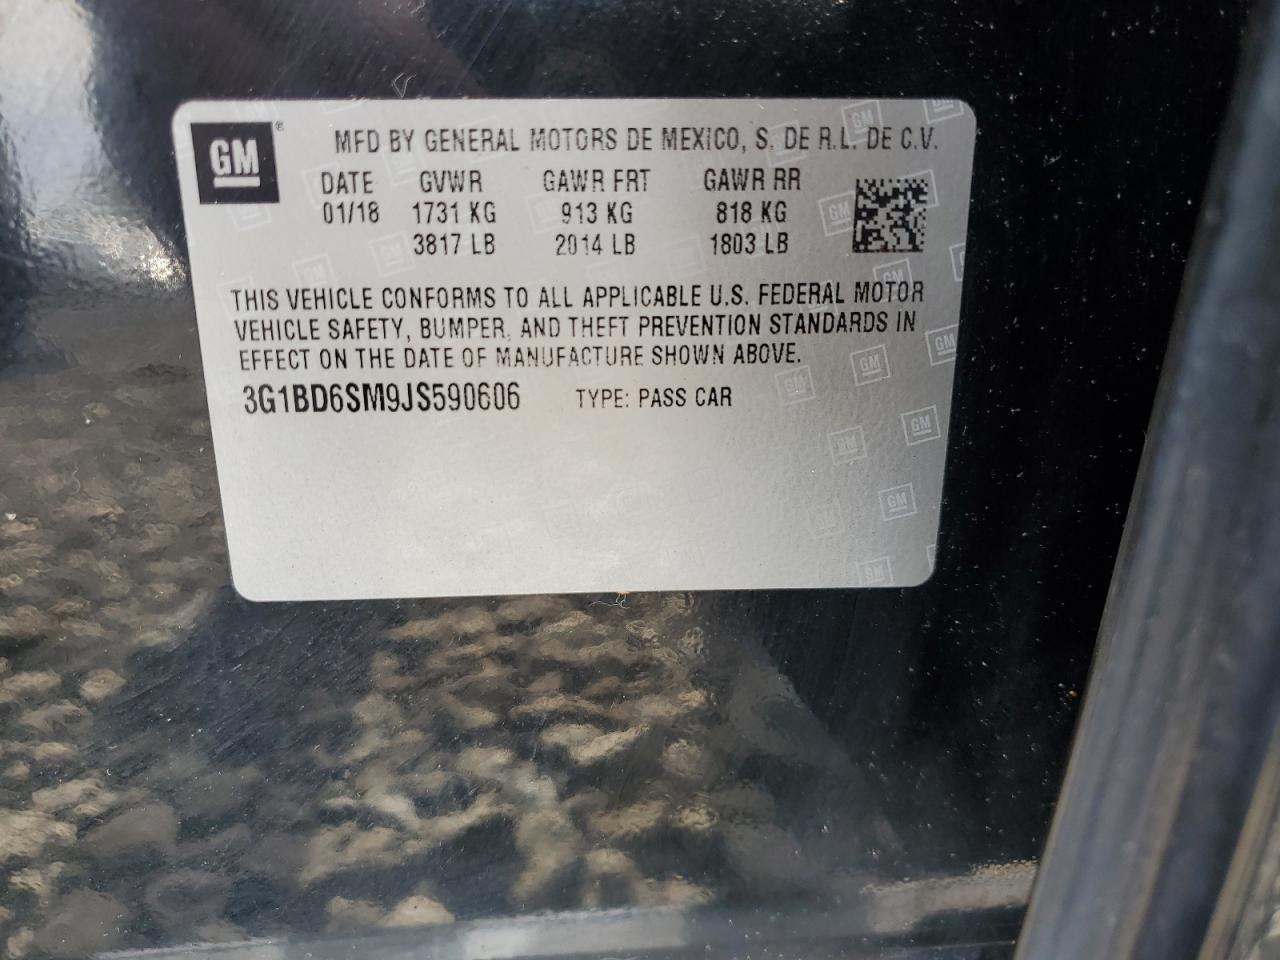 GM ®
MFD BY GENERAL MOTORS DE MEXICO, S. DE R.L. DE C.V.
DATE GVWR GAWR FRT GAWR RR
01/18 1731 KG 913 KG 818 KG
3817 LB 2014 LB 1803 LB
THIS VEHICLE CONFORMS TO ALL APPLICABLE U.S. FEDERAL MOTOR
VEHICLE SAFETY, BUMPER, AND THEFT PREVENTION STANDARDS IN
EFFECT ON THE DATE OF MANUFACTURE SHOWN ABOVE.
3G1BD6SM9JS590606 TYPE: PASS CAR